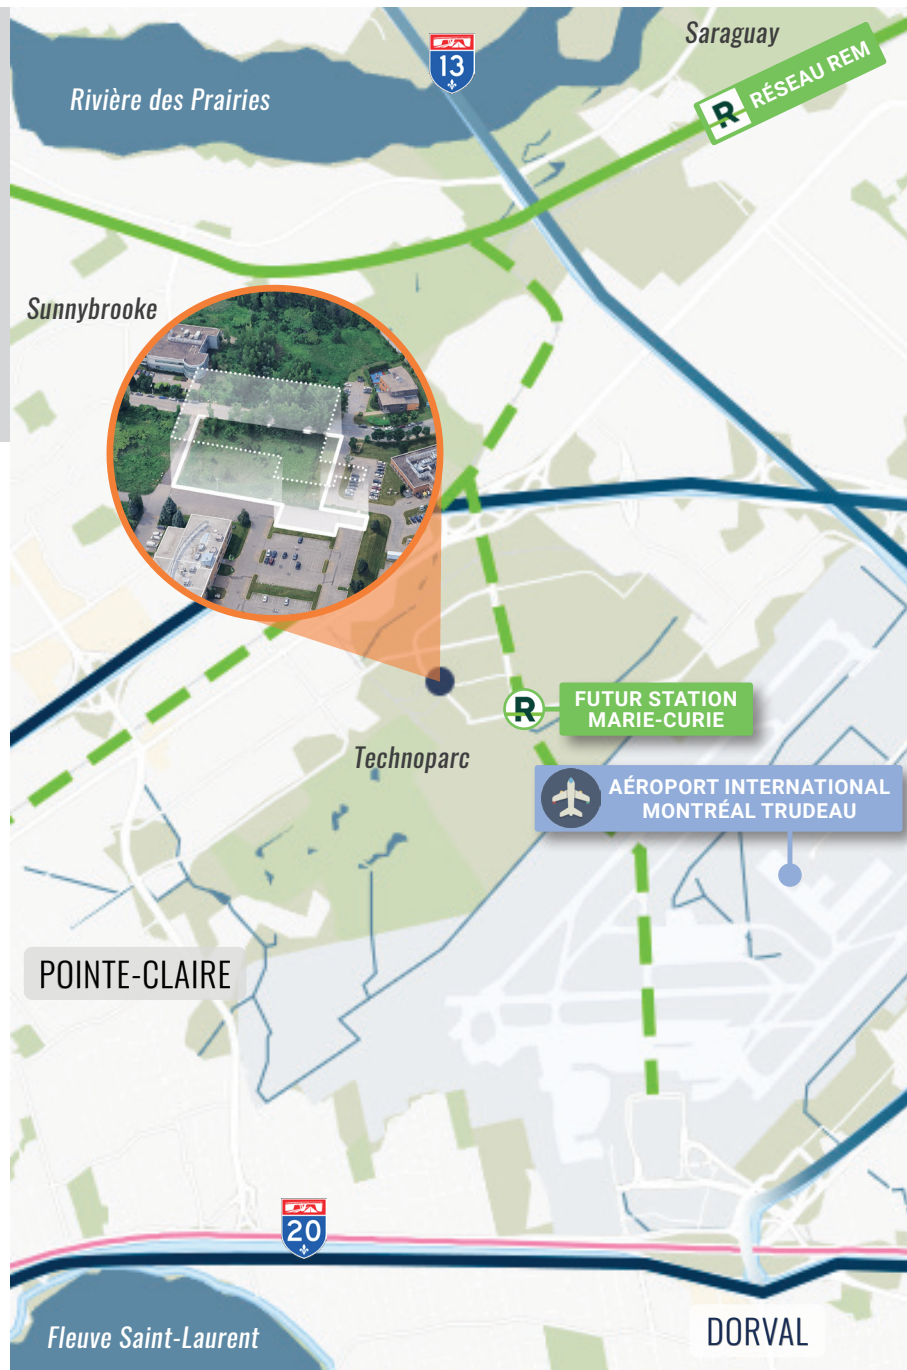 Saraguay
13
RÉSEAU REM
R
Rivière des Prairies
Sunnybrooke
R
FUTUR STATION
MARIE-CURIE
Technoparc
AÉROPORT INTERNATIONAL
MONTRÉAL TRUDEAU
POINTE-CLAIRE
20
DORVAL
Fleuve Saint-Laurent